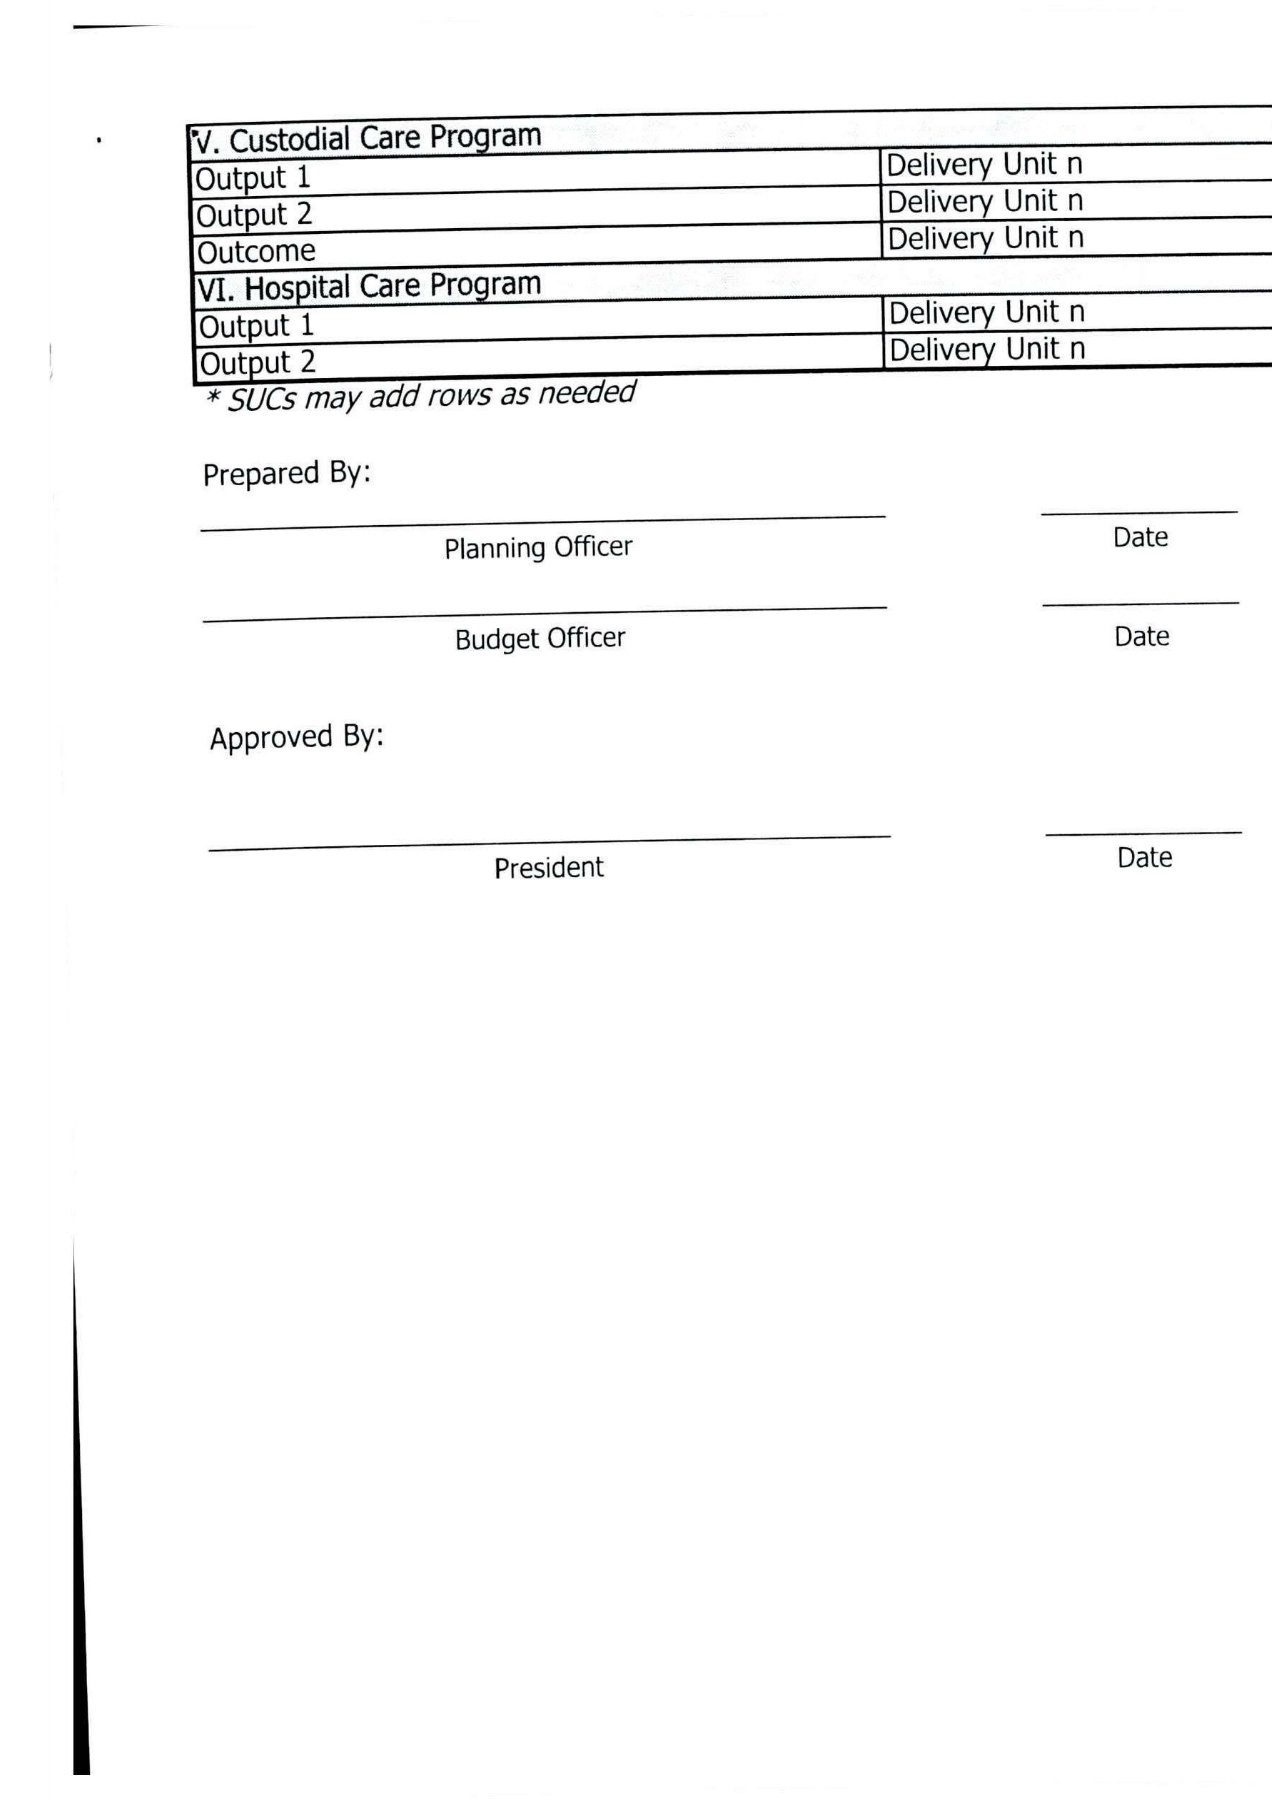 V. Custodial Care Program
Output 1 Delivery Unit n
Output 2 Delivery Unit n
Outcome Delivery Unit n
VI. Hospital Care Program
Output 1 Delivery Unit n
Output 2 Delivery Unit n
* SUCs may add rows as needed
Prepared By:
Planning Officer Date
Budget Officer Date
Approved By:
President Date